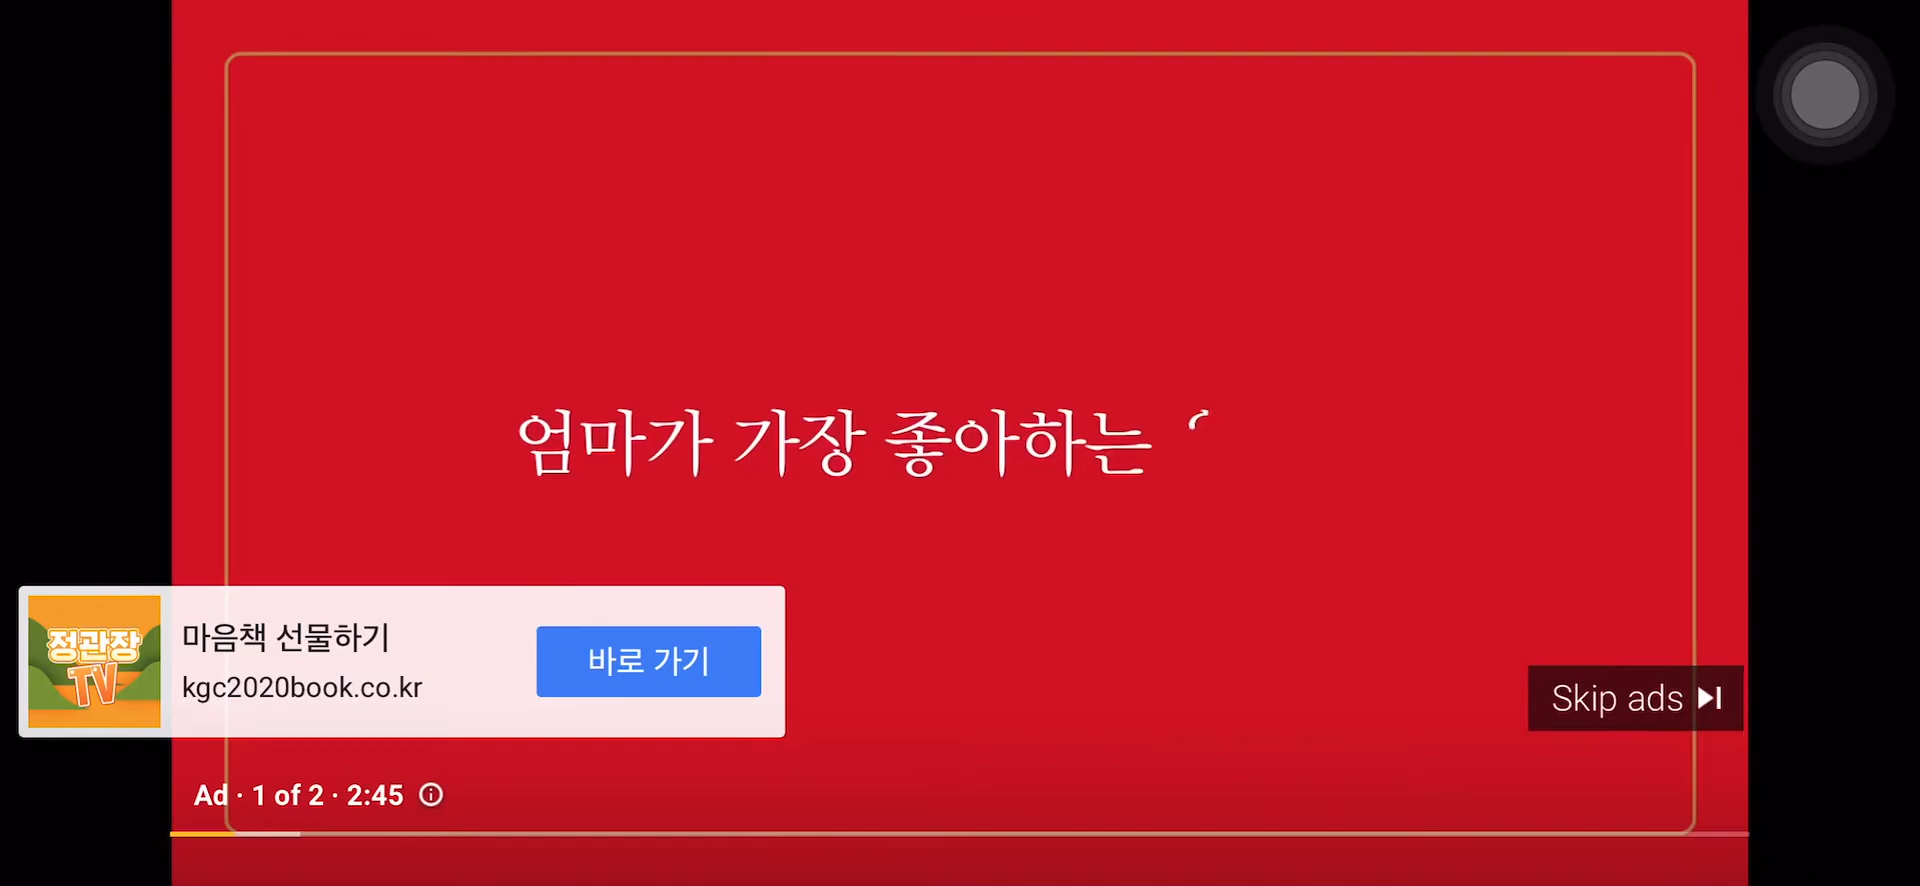 엄마가 가장 좋아하는
정관장
TV
마음책 선물하기
kgc2020book.co.kr
바로 가기
Skip ads
Ad · 1 of 2 · 2:45